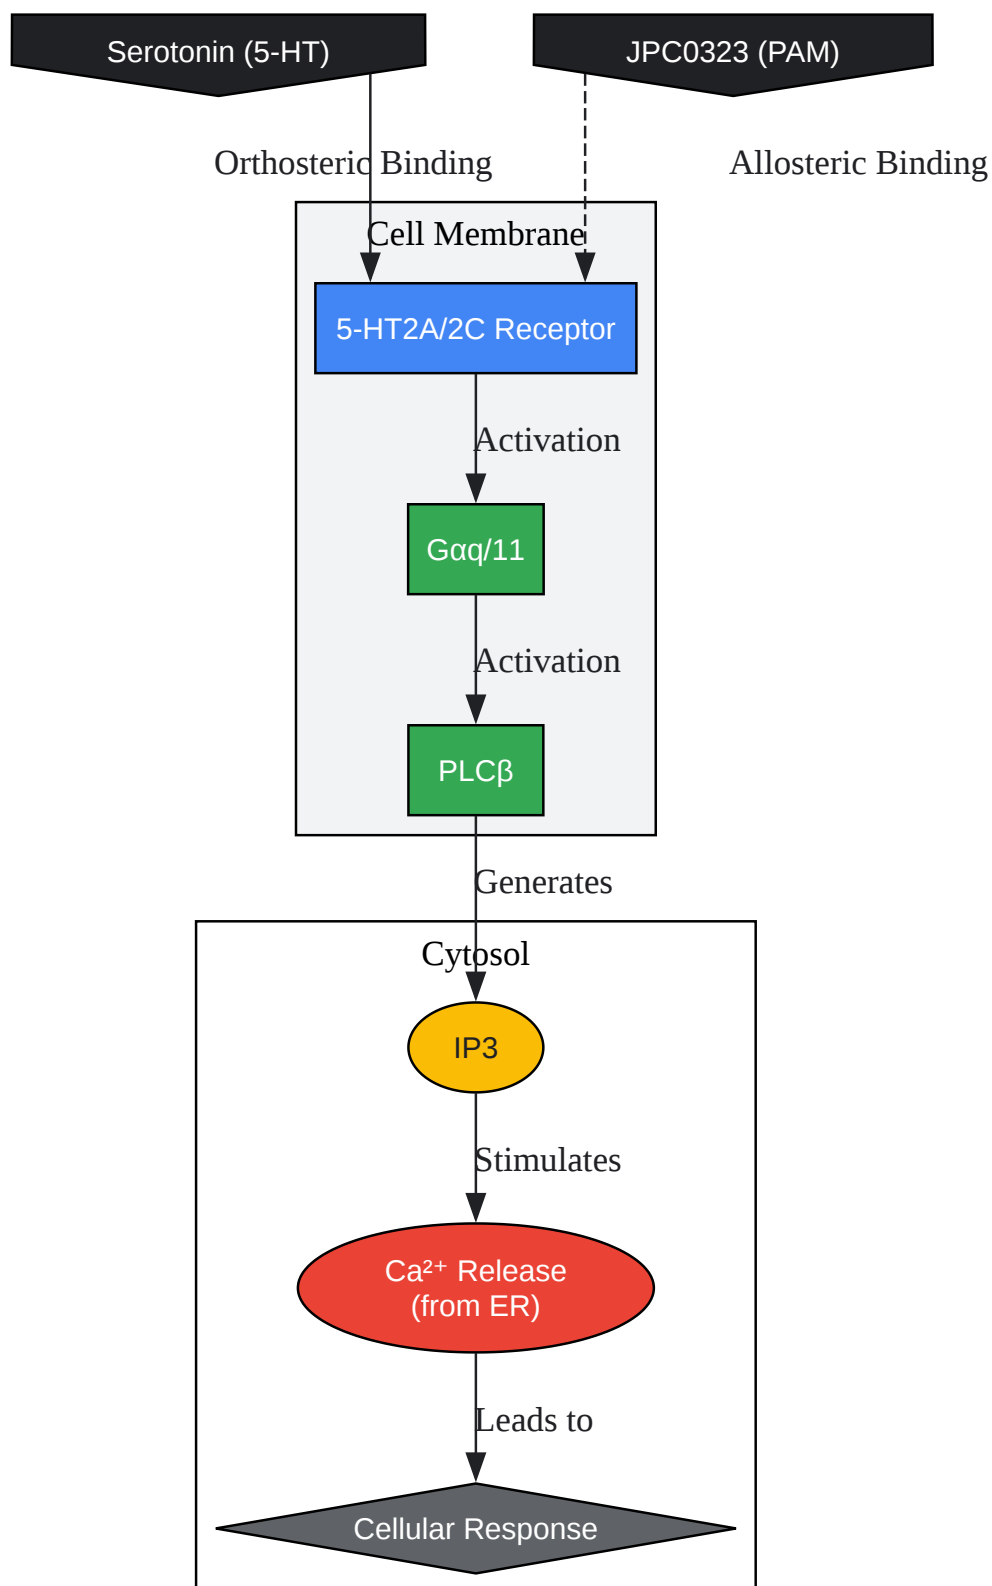 Serotonin (5-HT)
JPC0323 (PAM)
Orthosteric Binding
Allosteric Binding
Cell Membrane
5-HT2A/2C Receptor
Activation
Gαq/11
Activation
PLCβ
Generates
Cytosol
IP3
Stimulates
Ca²⁺ Release
(from ER)
Leads to
Cellular Response